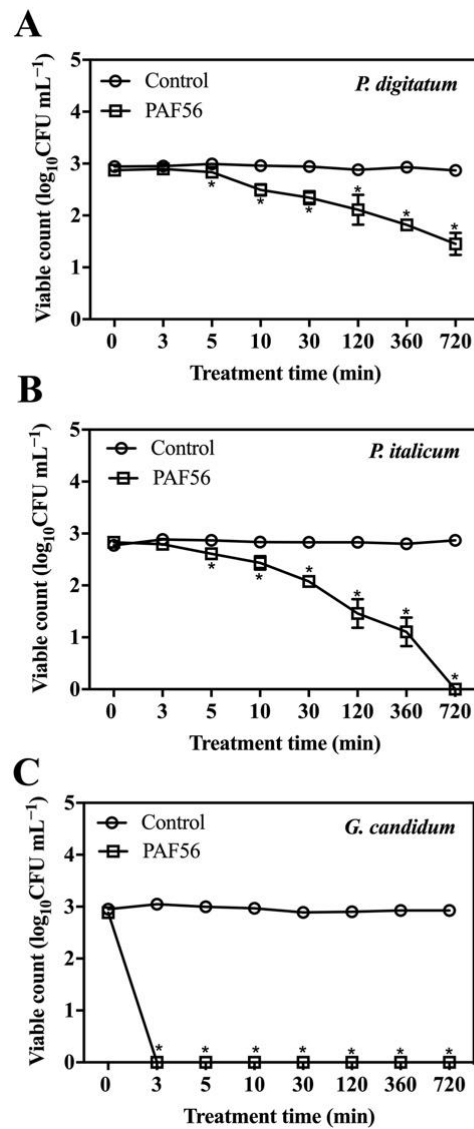 A
Viable count (log₁₀CFU mL⁻¹)
5
4
3
2
1
0
Control
PAF56
P. digitatum
* * * * * *
0 3 5 10 30 120 360 720
Treatment time (min)
B
Viable count (log₁₀CFU mL⁻¹)
5
4
3
2
1
0
Control
PAF56
P. italicum
* * * * * *
0 3 5 10 30 120 360 720
Treatment time (min)
C
Viable count (log₁₀CFU mL⁻¹)
5
4
3
2
1
0
Control
PAF56
G. candidum
* * * * * * *
0 3 5 10 30 120 360 720
Treatment time (min)